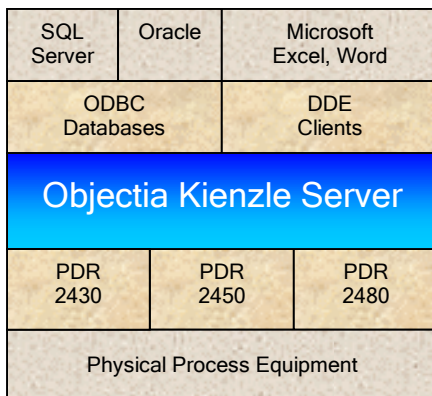 SQL
Server
Oracle
Microsoft
Excel, Word
ODBC
Databases
DDE
Clients
Objectia Kienzle Server
PDR
2430
PDR
2450
PDR
2480
Physical Process Equipment